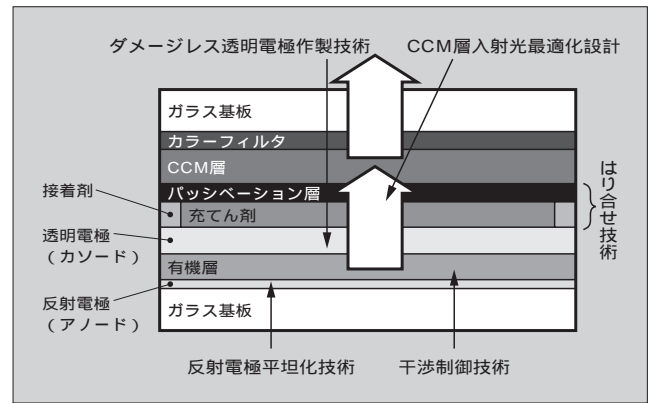 ダメージレス透明電極作製技術
CCM層入射光最適化設計
ガラス基板
カラーフィルタ
CCM層
パッシベーション層
接着剤
充てん剤
はり合せ技術
透明電極
（カソード）
有機層
反射電極
（アノード）
ガラス基板
反射電極平坦化技術
干渉制御技術